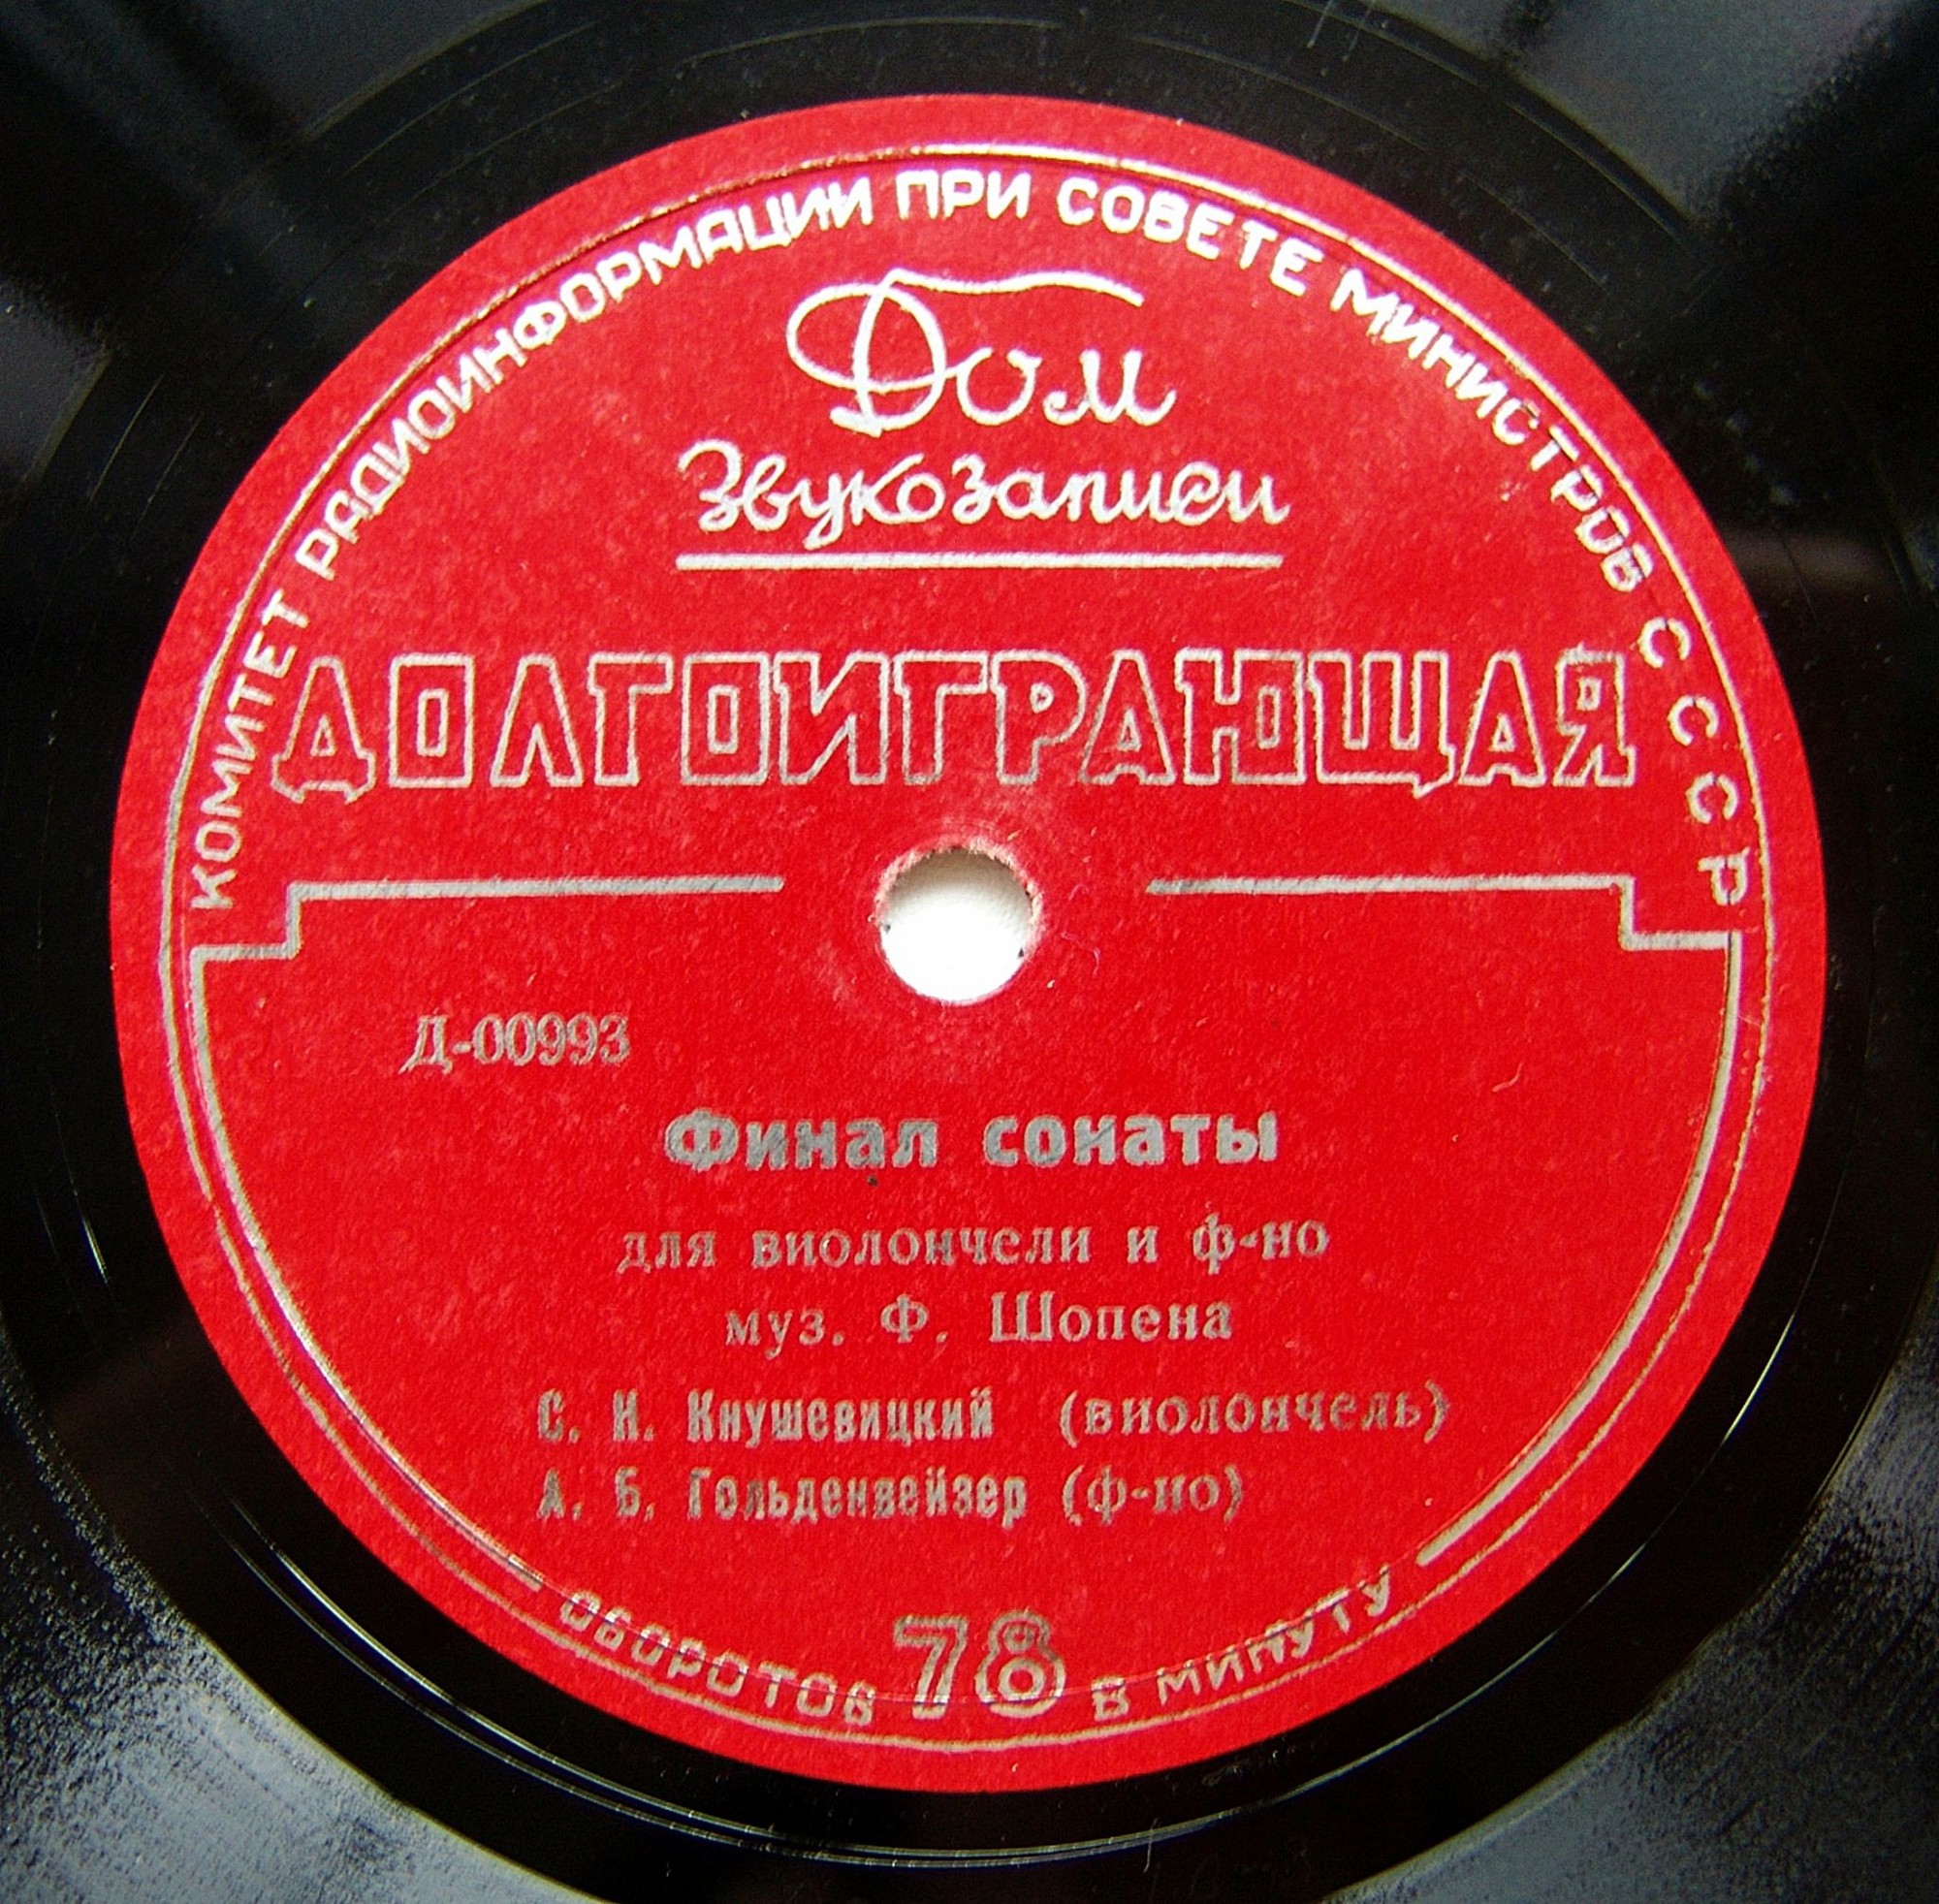 КОМИТЕТ РАДИОИНФОРМАЦИИ ПРИ СОВЕТЕ МИНИСТРОВ СССР
Дом
Звукозаписи
ДОЛГОИГРАЮЩАЯ
Д-00993
Финал сонаты
для виолончели и ф-но
муз. Ф. Шопена
С. Н. Кнушевицкий (виолончель)
А. Б. Гольденвейзер (ф-но)
ОБОРОТОВ 78 В МИНУТУ